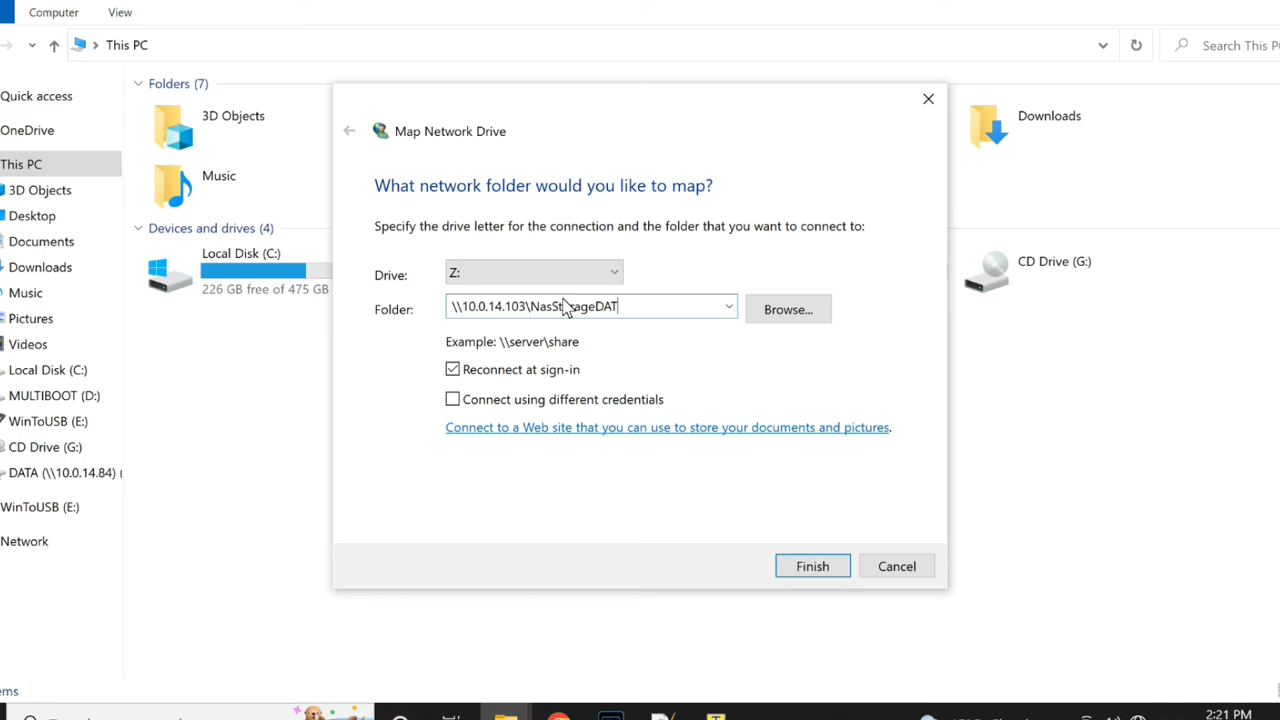 Computer View
This PC
Search This PC
Folders (7)
Quick access
3D Objects
Downloads
OneDrive
Map Network Drive
This PC
Music
What network folder would you like to map?
3D Objects
Desktop
Devices and drives (4)
Specify the drive letter for the connection and the folder that you want to connect to:
Documents
Local Disk (C:)
CD Drive (G:)
Downloads
Drive: Z:
226 GB free of 475 GB
Music
Folder: \\10.0.14.103\NasStorageDAT
Browse...
Pictures
Videos
Example: \\server\share
Local Disk (C:)
Reconnect at sign-in
MULTIBOOT (D:)
Connect using different credentials
WinToUSB (E:)
Connect to a Web site that you can use to store your documents and pictures.
CD Drive (G:)
DATA (\\10.0.14.84) (
WinToUSB (E:)
Network
Finish Cancel
2:21 PM